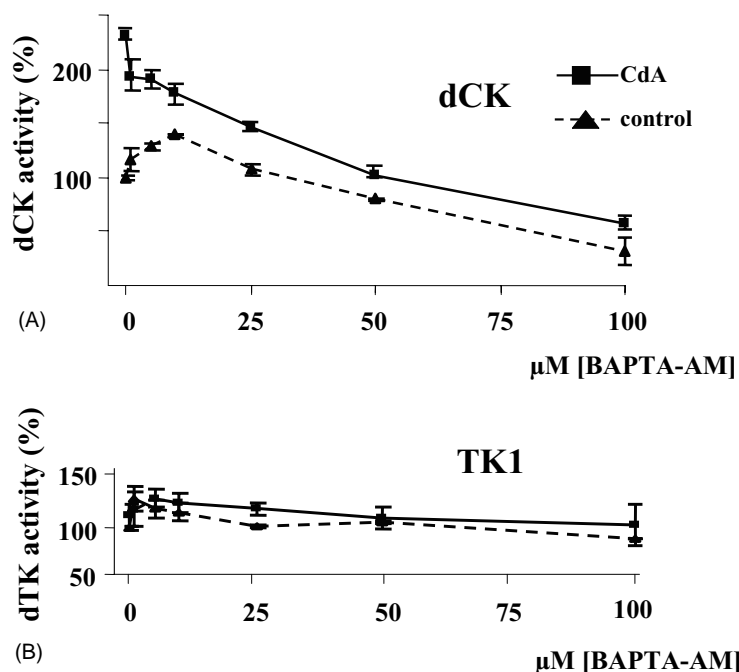 dCK activity (%)
200
100
dCK
CdA
control
0 25 50 75 100
(A)
µM [BAPTA-AM]
dTK activity (%)
150
100
50
TK1
0 25 50 75 100
(B)
µM [BAPTA-AM]